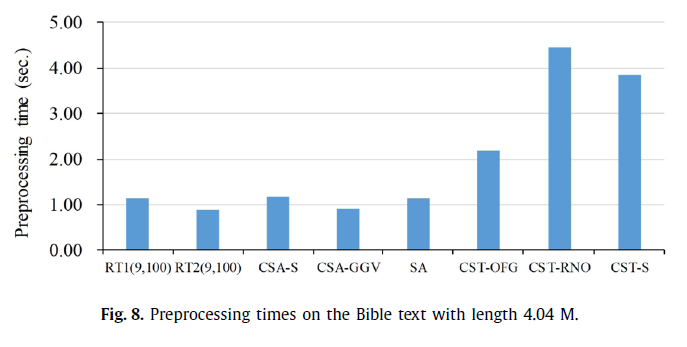 5.00
4.00
3.00
2.00
1.00
0.00
Preprocessing time (sec.)
RT1(9,100) RT2(9,100) CSA-S CSA-GGV SA CST-OFG CST-RNO CST-S
Fig. 8. Preprocessing times on the Bible text with length 4.04 M.